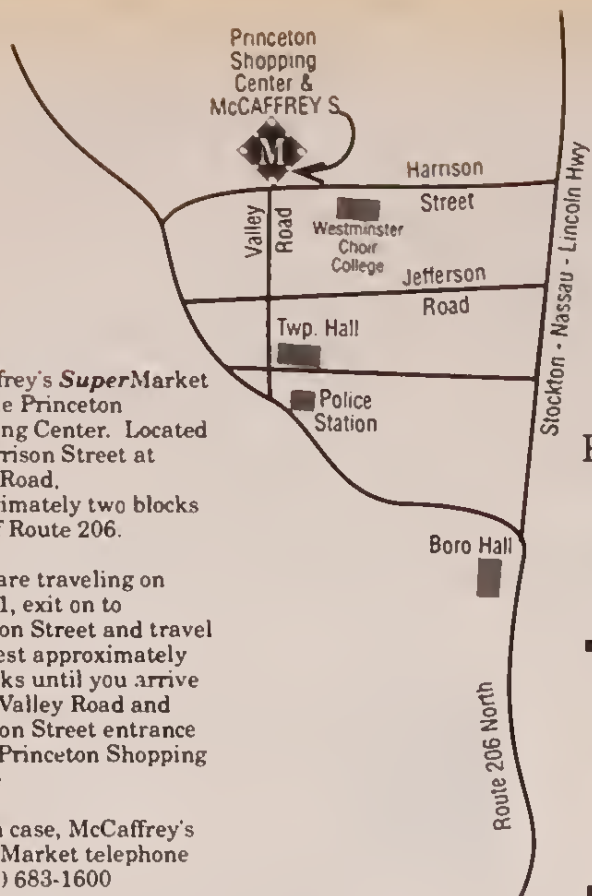 Princeton
Shopping
Center &
McCAFFREY S
M
Harrison
Street
Valley
Road
Westminster
Choir
College
Jefferson
Road
Twp. Hall
Police
Station
Stockton - Nassau - Lincoln Hwy
Boro Hall
Route 206 North
frey's SuperMarket
e Princeton
ng Center. Located
rrison Street at
Road,
imately two blocks
f Route 206.
are traveling on
1, exit on to
on Street and travel
est approximately
ks until you arrive
Valley Road and
on Street entrance
Princeton Shopping
a case, McCaffrey's
Market telephone
) 683-1600